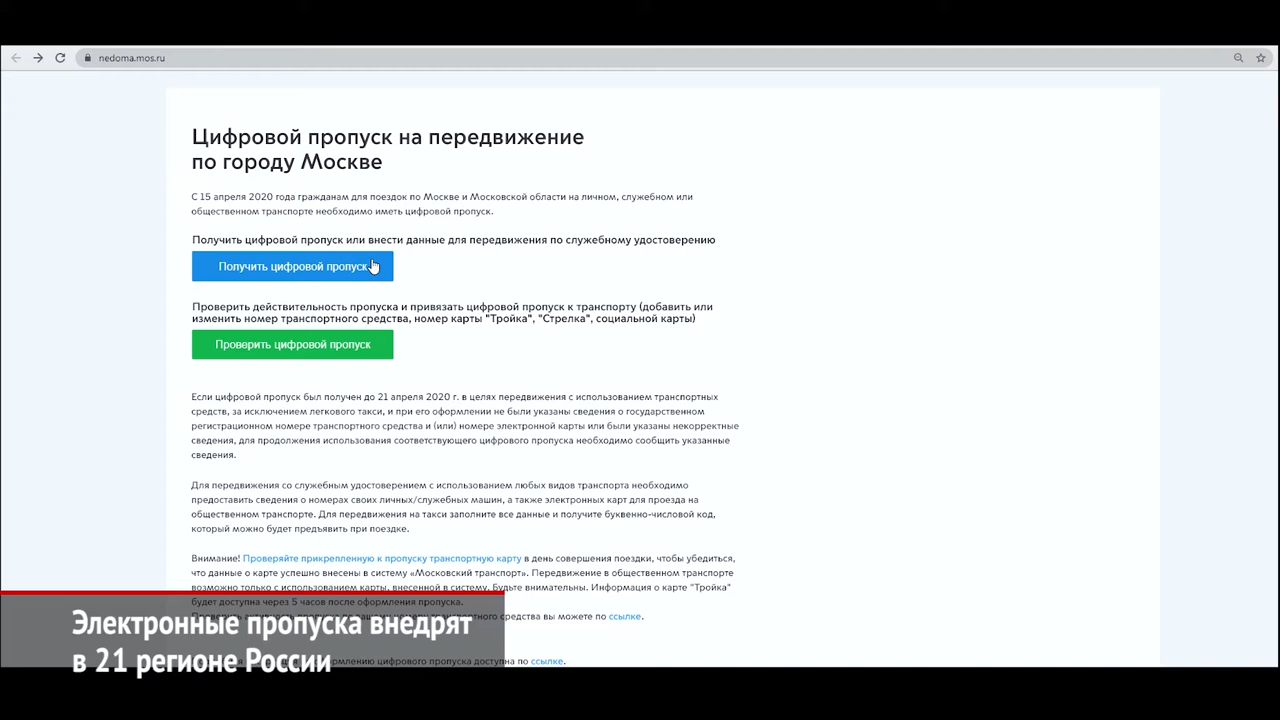 nedoma.mos.ru
Цифровой пропуск на передвижение
по городу Москве
С 15 апреля 2020 года гражданам для поездок по Москве и Московской области на личном, служебном или
общественном транспорте необходимо иметь цифровой пропуск.
Получить цифровой пропуск или внести данные для передвижения по служебному удостоверению
Получить цифровой пропуск
Проверить действительность пропуска и привязать цифровой пропуск к транспорту (добавить или
изменить номер транспортного средства, номер карты "Тройка", "Стрелка", социальной карты)
Проверить цифровой пропуск
Если цифровой пропуск был получен до 21 апреля 2020 г. в целях передвижения с использованием транспортных
средств, за исключением легкового такси, и при его оформлении не были указаны сведения о государственном
регистрационном номере транспортного средства и (или) номере электронной карты или были указаны некорректные
сведения, для продолжения использования соответствующего цифрового пропуска необходимо сообщить указанные
сведения.
Для передвижения со служебным удостоверением с использованием любых видов транспорта необходимо
предоставить сведения о номерах своих личных/служебных машин, а также электронных карт для проезда на
общественном транспорте. Для передвижения на такси заполните все данные и получите буквенно-числовой код,
который можно будет предъявить при поездке.
Внимание! Проверяйте прикрепленную к пропуску транспортную карту в день совершения поездки, чтобы убедиться,
что данные о карте успешно внесены в систему «Московский транспорт». Передвижение в общественном транспорте
возможно только с использованием карты, внесенной в систему. Будьте внимательны. Информация о карте "Тройка"
будет доступна через 5 часов после оформления пропуска.
средства вы можете по ссылке.
оформлению цифрового пропуска доступна по ссылке.
Электронные пропуска внедрят
в 21 регионе России